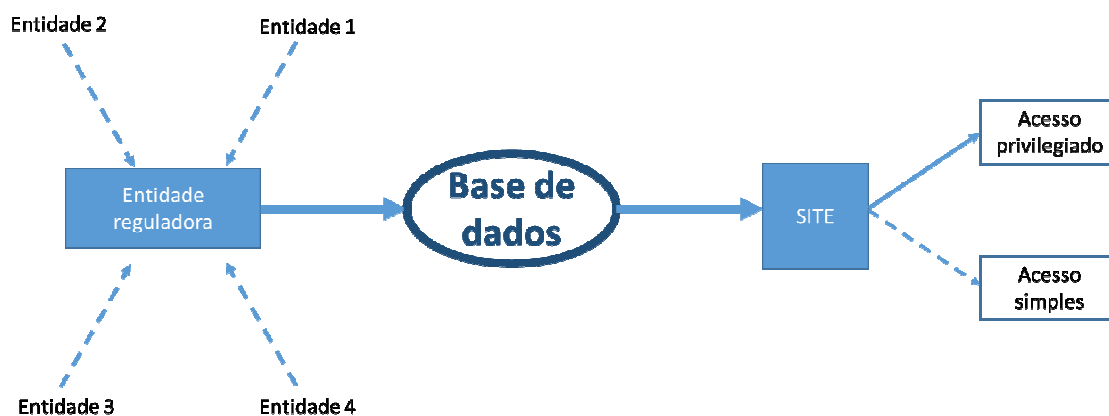 Entidade 2
Entidade 1
Entidade
reguladora
Entidade 3
Entidade 4
Base de
dados
SITE
Acesso
privilegiado
Acesso
simples